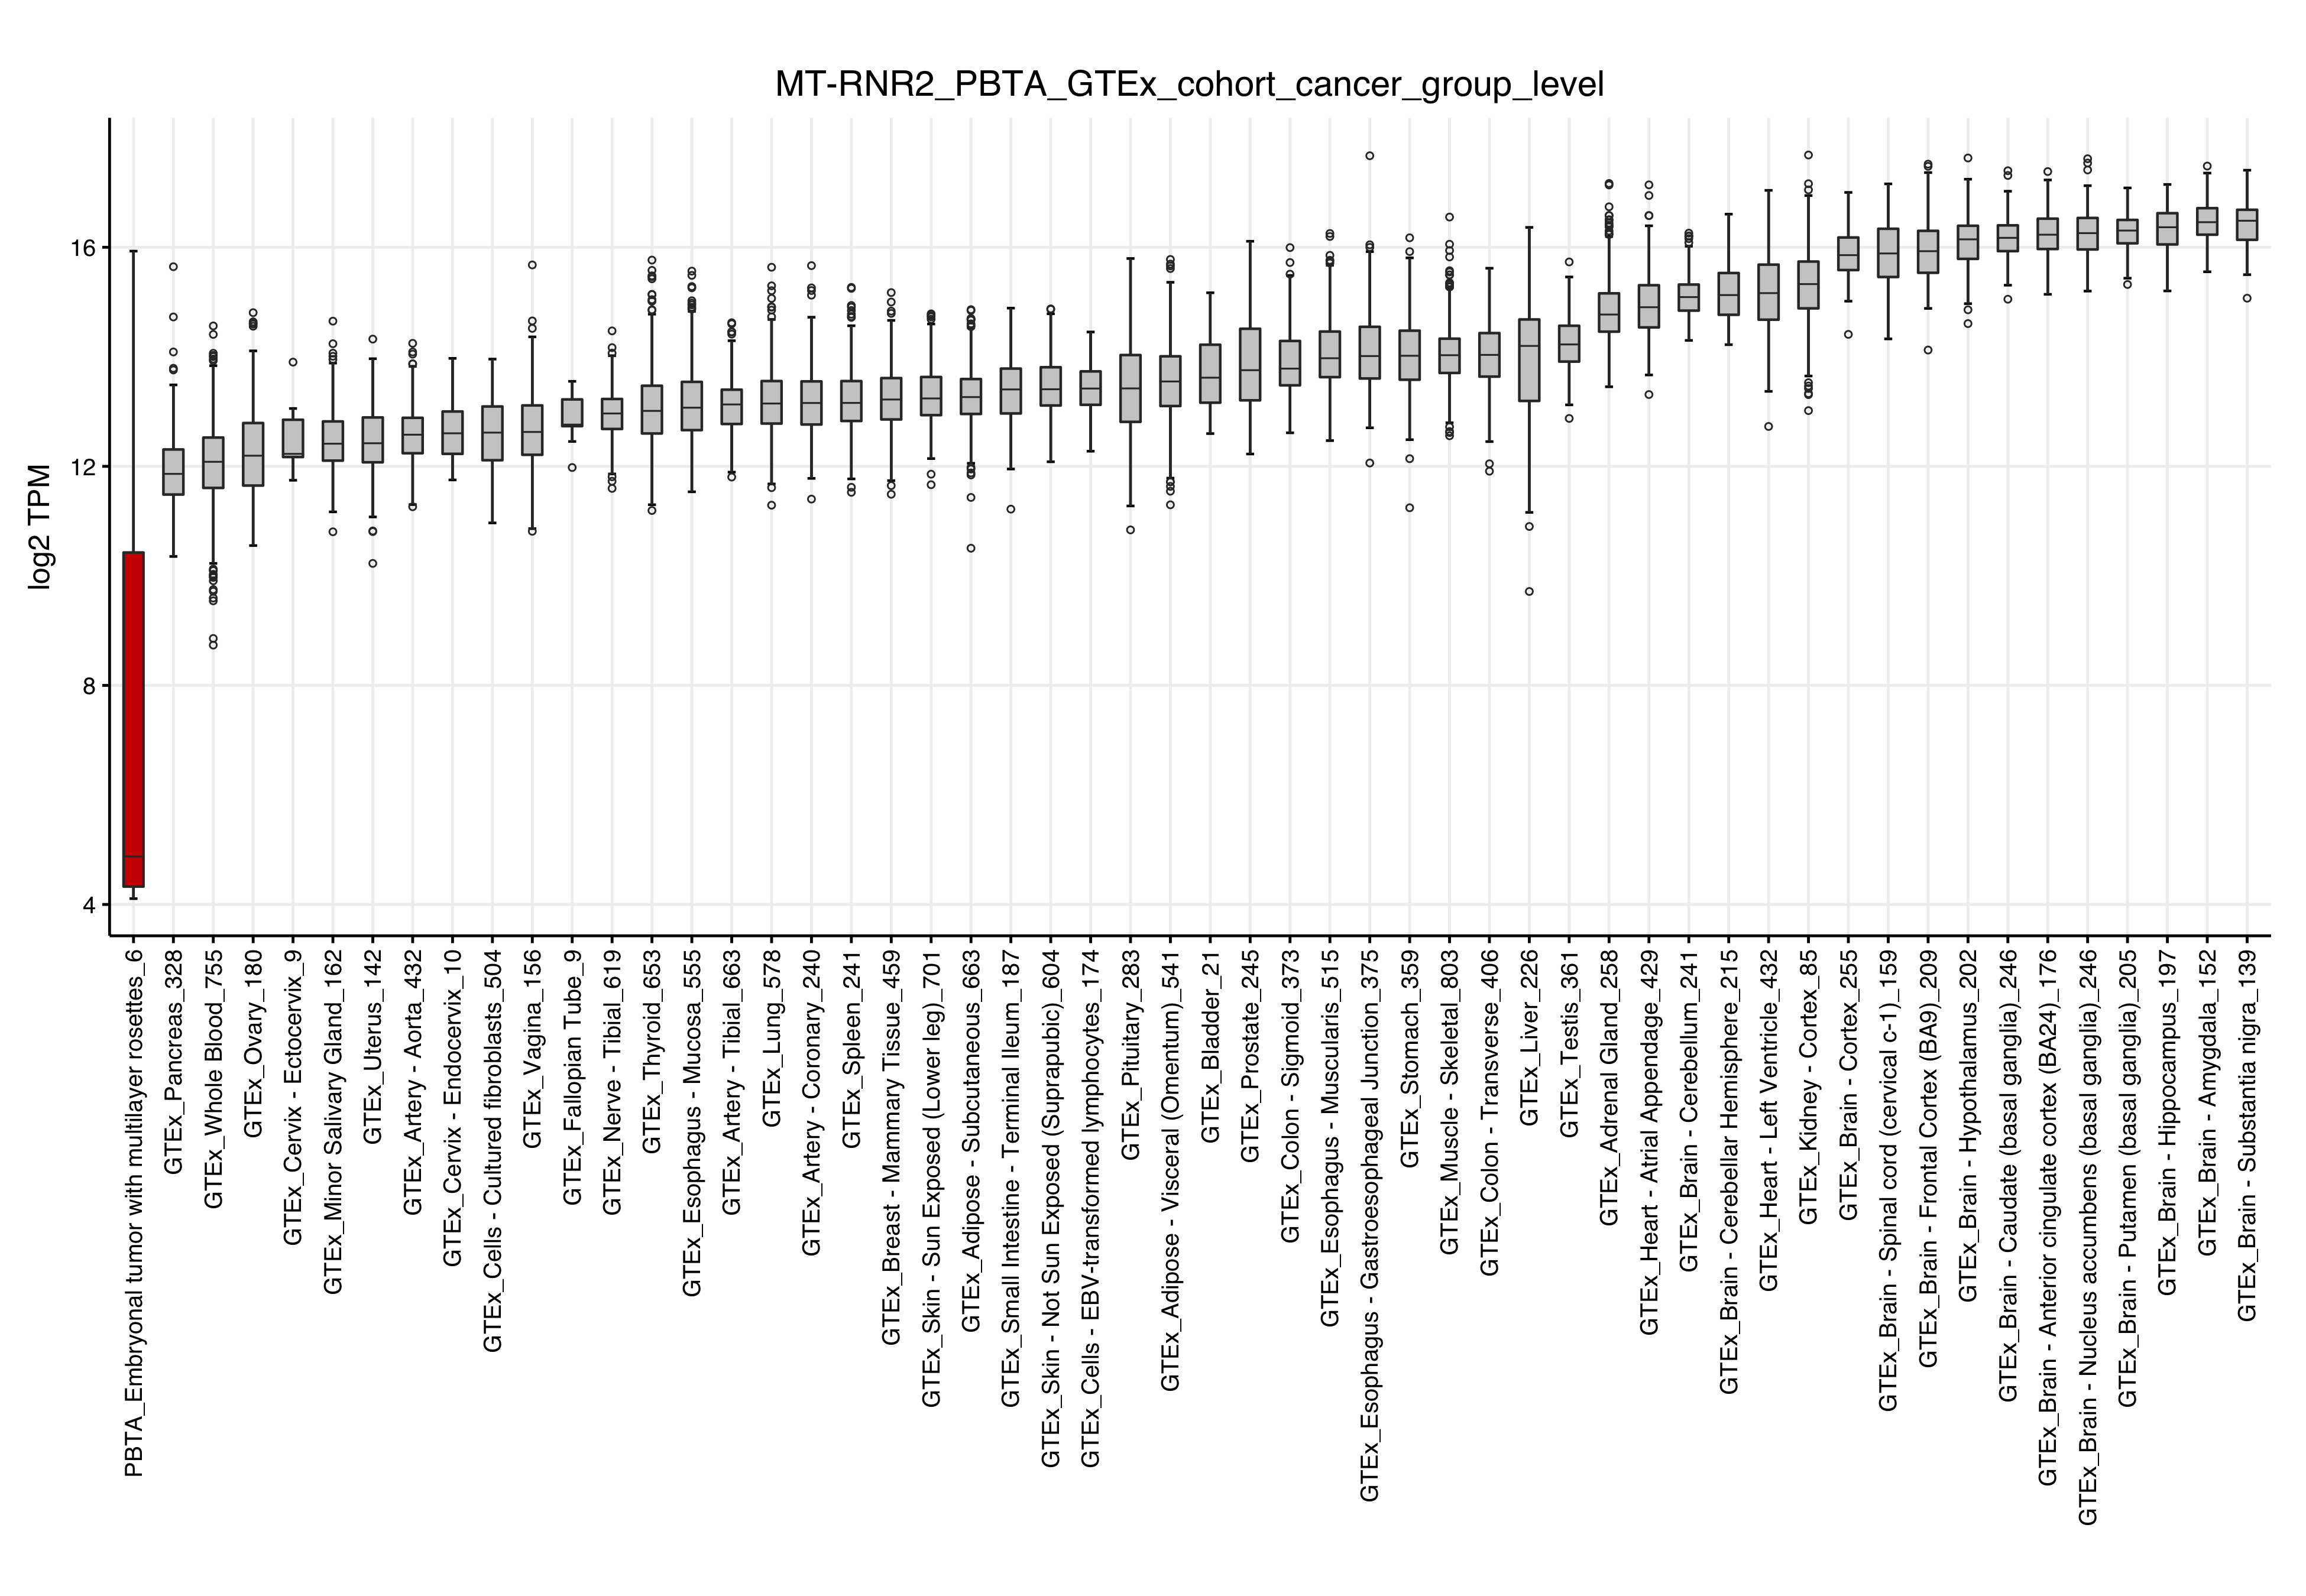 MT-RNR2_PBTA_GTEx_cohort_cancer_group_level
log2 TPM
16
12
8
4
PBTA_Embryonal tumor with multilayer rosettes_6
GTEx_Pancreas_328
GTEx_Whole Blood_755
GTEx_Ovary_180
GTEx_Cervix - Ectocervix_9
GTEx_Minor Salivary Gland_162
GTEx_Uterus_142
GTEx_Artery - Aorta_432
GTEx_Cervix - Endocervix_10
GTEx_Cells - Cultured fibroblasts_504
GTEx_Vagina_156
GTEx_Fallopian Tube_9
GTEx_Nerve - Tibial_619
GTEx_Thyroid_653
GTEx_Esophagus - Mucosa_555
GTEx_Artery - Tibial_663
GTEx_Lung_578
GTEx_Artery - Coronary_240
GTEx_Spleen_241
GTEx_Breast - Mammary Tissue_459
GTEx_Skin - Sun Exposed (Lower leg)_701
GTEx_Adipose - Subcutaneous_663
GTEx_Small Intestine - Terminal Ileum_187
GTEx_Skin - Not Sun Exposed (Suprapubic)_604
GTEx_Cells - EBV-transformed lymphocytes_174
GTEx_Pituitary_283
GTEx_Adipose - Visceral (Omentum)_541
GTEx_Bladder_21
GTEx_Prostate_245
GTEx_Colon - Sigmoid_373
GTEx_Esophagus - Muscularis_515
GTEx_Esophagus - Gastroesophageal Junction_375
GTEx_Stomach_359
GTEx_Muscle - Skeletal_803
GTEx_Colon - Transverse_406
GTEx_Liver_226
GTEx_Testis_361
GTEx_Adrenal Gland_258
GTEx_Heart - Atrial Appendage_429
GTEx_Brain - Cerebellum_241
GTEx_Brain - Cerebellar Hemisphere_215
GTEx_Heart - Left Ventricle_432
GTEx_Kidney - Cortex_85
GTEx_Brain - Cortex_255
GTEx_Brain - Spinal cord (cervical c-1)_159
GTEx_Brain - Frontal Cortex (BA9)_209
GTEx_Brain - Hypothalamus_202
GTEx_Brain - Caudate (basal ganglia)_246
GTEx_Brain - Anterior cingulate cortex (BA24)_176
GTEx_Brain - Nucleus accumbens (basal ganglia)_246
GTEx_Brain - Putamen (basal ganglia)_205
GTEx_Brain - Hippocampus_197
GTEx_Brain - Amygdala_152
GTEx_Brain - Substantia nigra_139